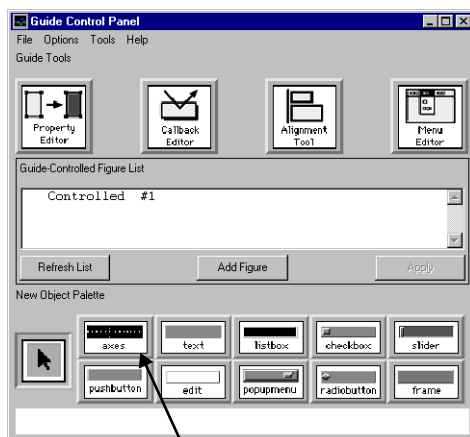 Guide Control Panel
File Options Tools Help
Guide Tools
Property Editor
Callback Editor
Alignment Tool
Menu Editor
Guide-Controlled Figure List
Controlled #1
Refresh List Add Figure Apply
New Object Palette
axes text listbox checkbox slider
pushbutton edit popupmenu radiobutton frame